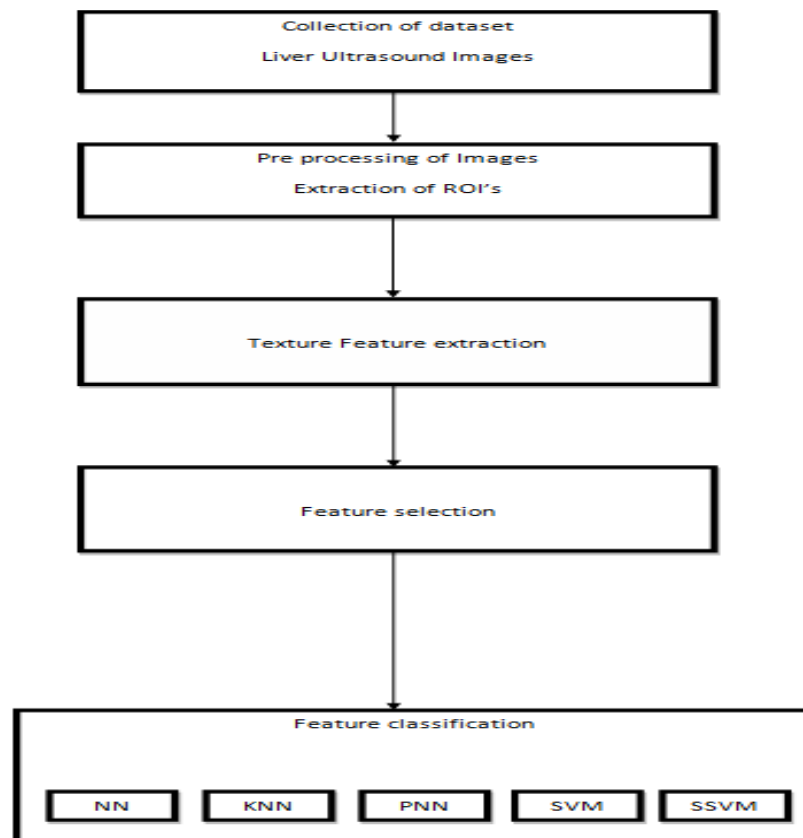 Collection of dataset
Liver Ultrasound Images
Pre processing of Images
Extraction of ROI's
Texture Feature extraction
Feature selection
Feature classification
NN KNN PNN SVM SSVM